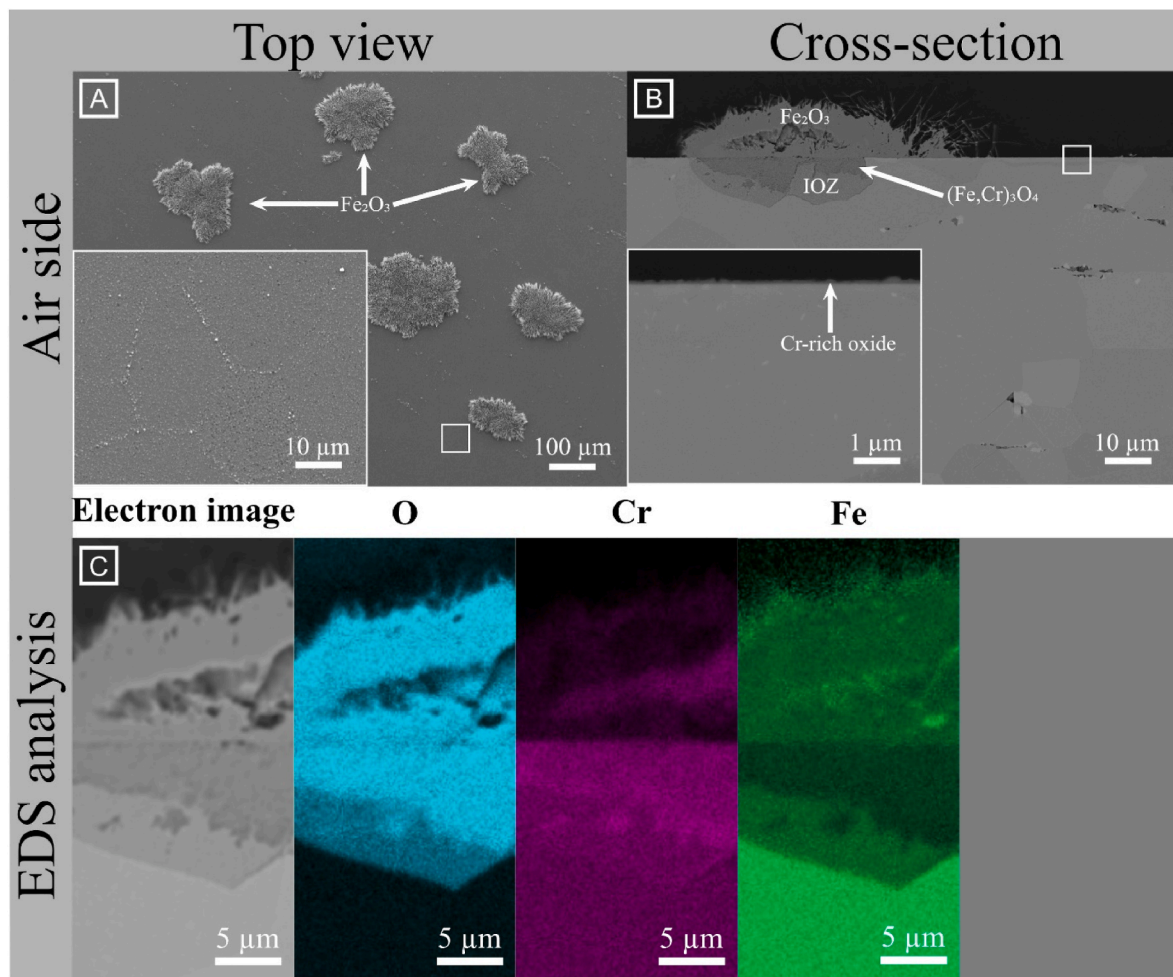 Top view
Cross-section
Air side
A
Fe₂O₃
10 µm
100 µm
B
Fe₂O₃
IOZ
(Fe,Cr)₃O₄
Cr-rich oxide
1 µm
10 µm
Electron image
O
Cr
Fe
EDS analysis
C
5 µm
5 µm
5 µm
5 µm